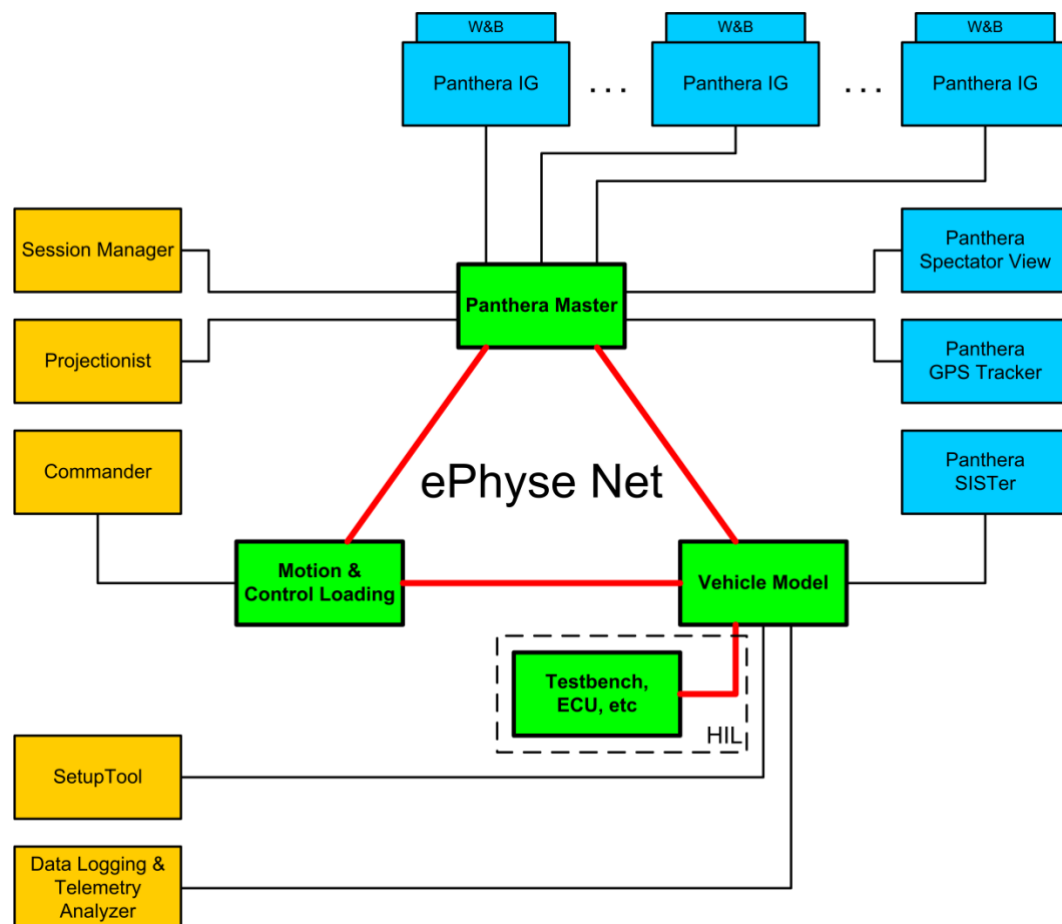 W&B
W&B
W&B
Panthera IG
. . .
Panthera IG
. . .
Panthera IG
Session Manager
Panthera Master
Panthera
Spectator View
Projectionist
Panthera
GPS Tracker
Commander
ePhyse Net
Panthera
SISTer
Motion &
Control Loading
Vehicle Model
Testbench,
ECU, etc
HIL
SetupTool
Data Logging &
Telemetry
Analyzer